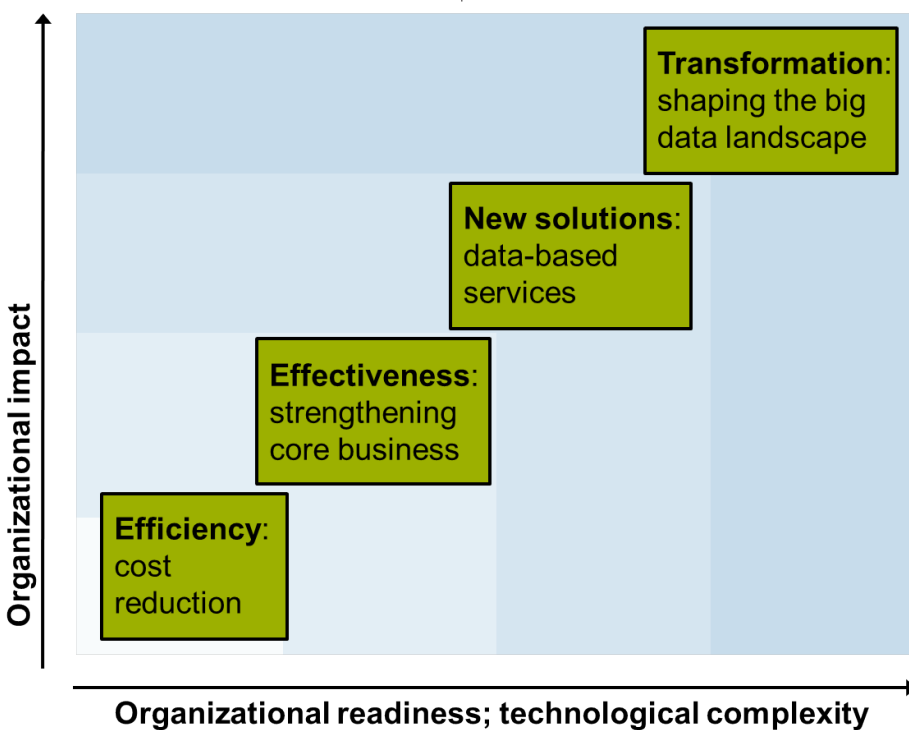 Transformation:
shaping the big
data landscape
New solutions:
data-based
services
Effectiveness:
strengthening
core business
Efficiency:
cost
reduction
Organizational impact
Organizational readiness; technological complexity